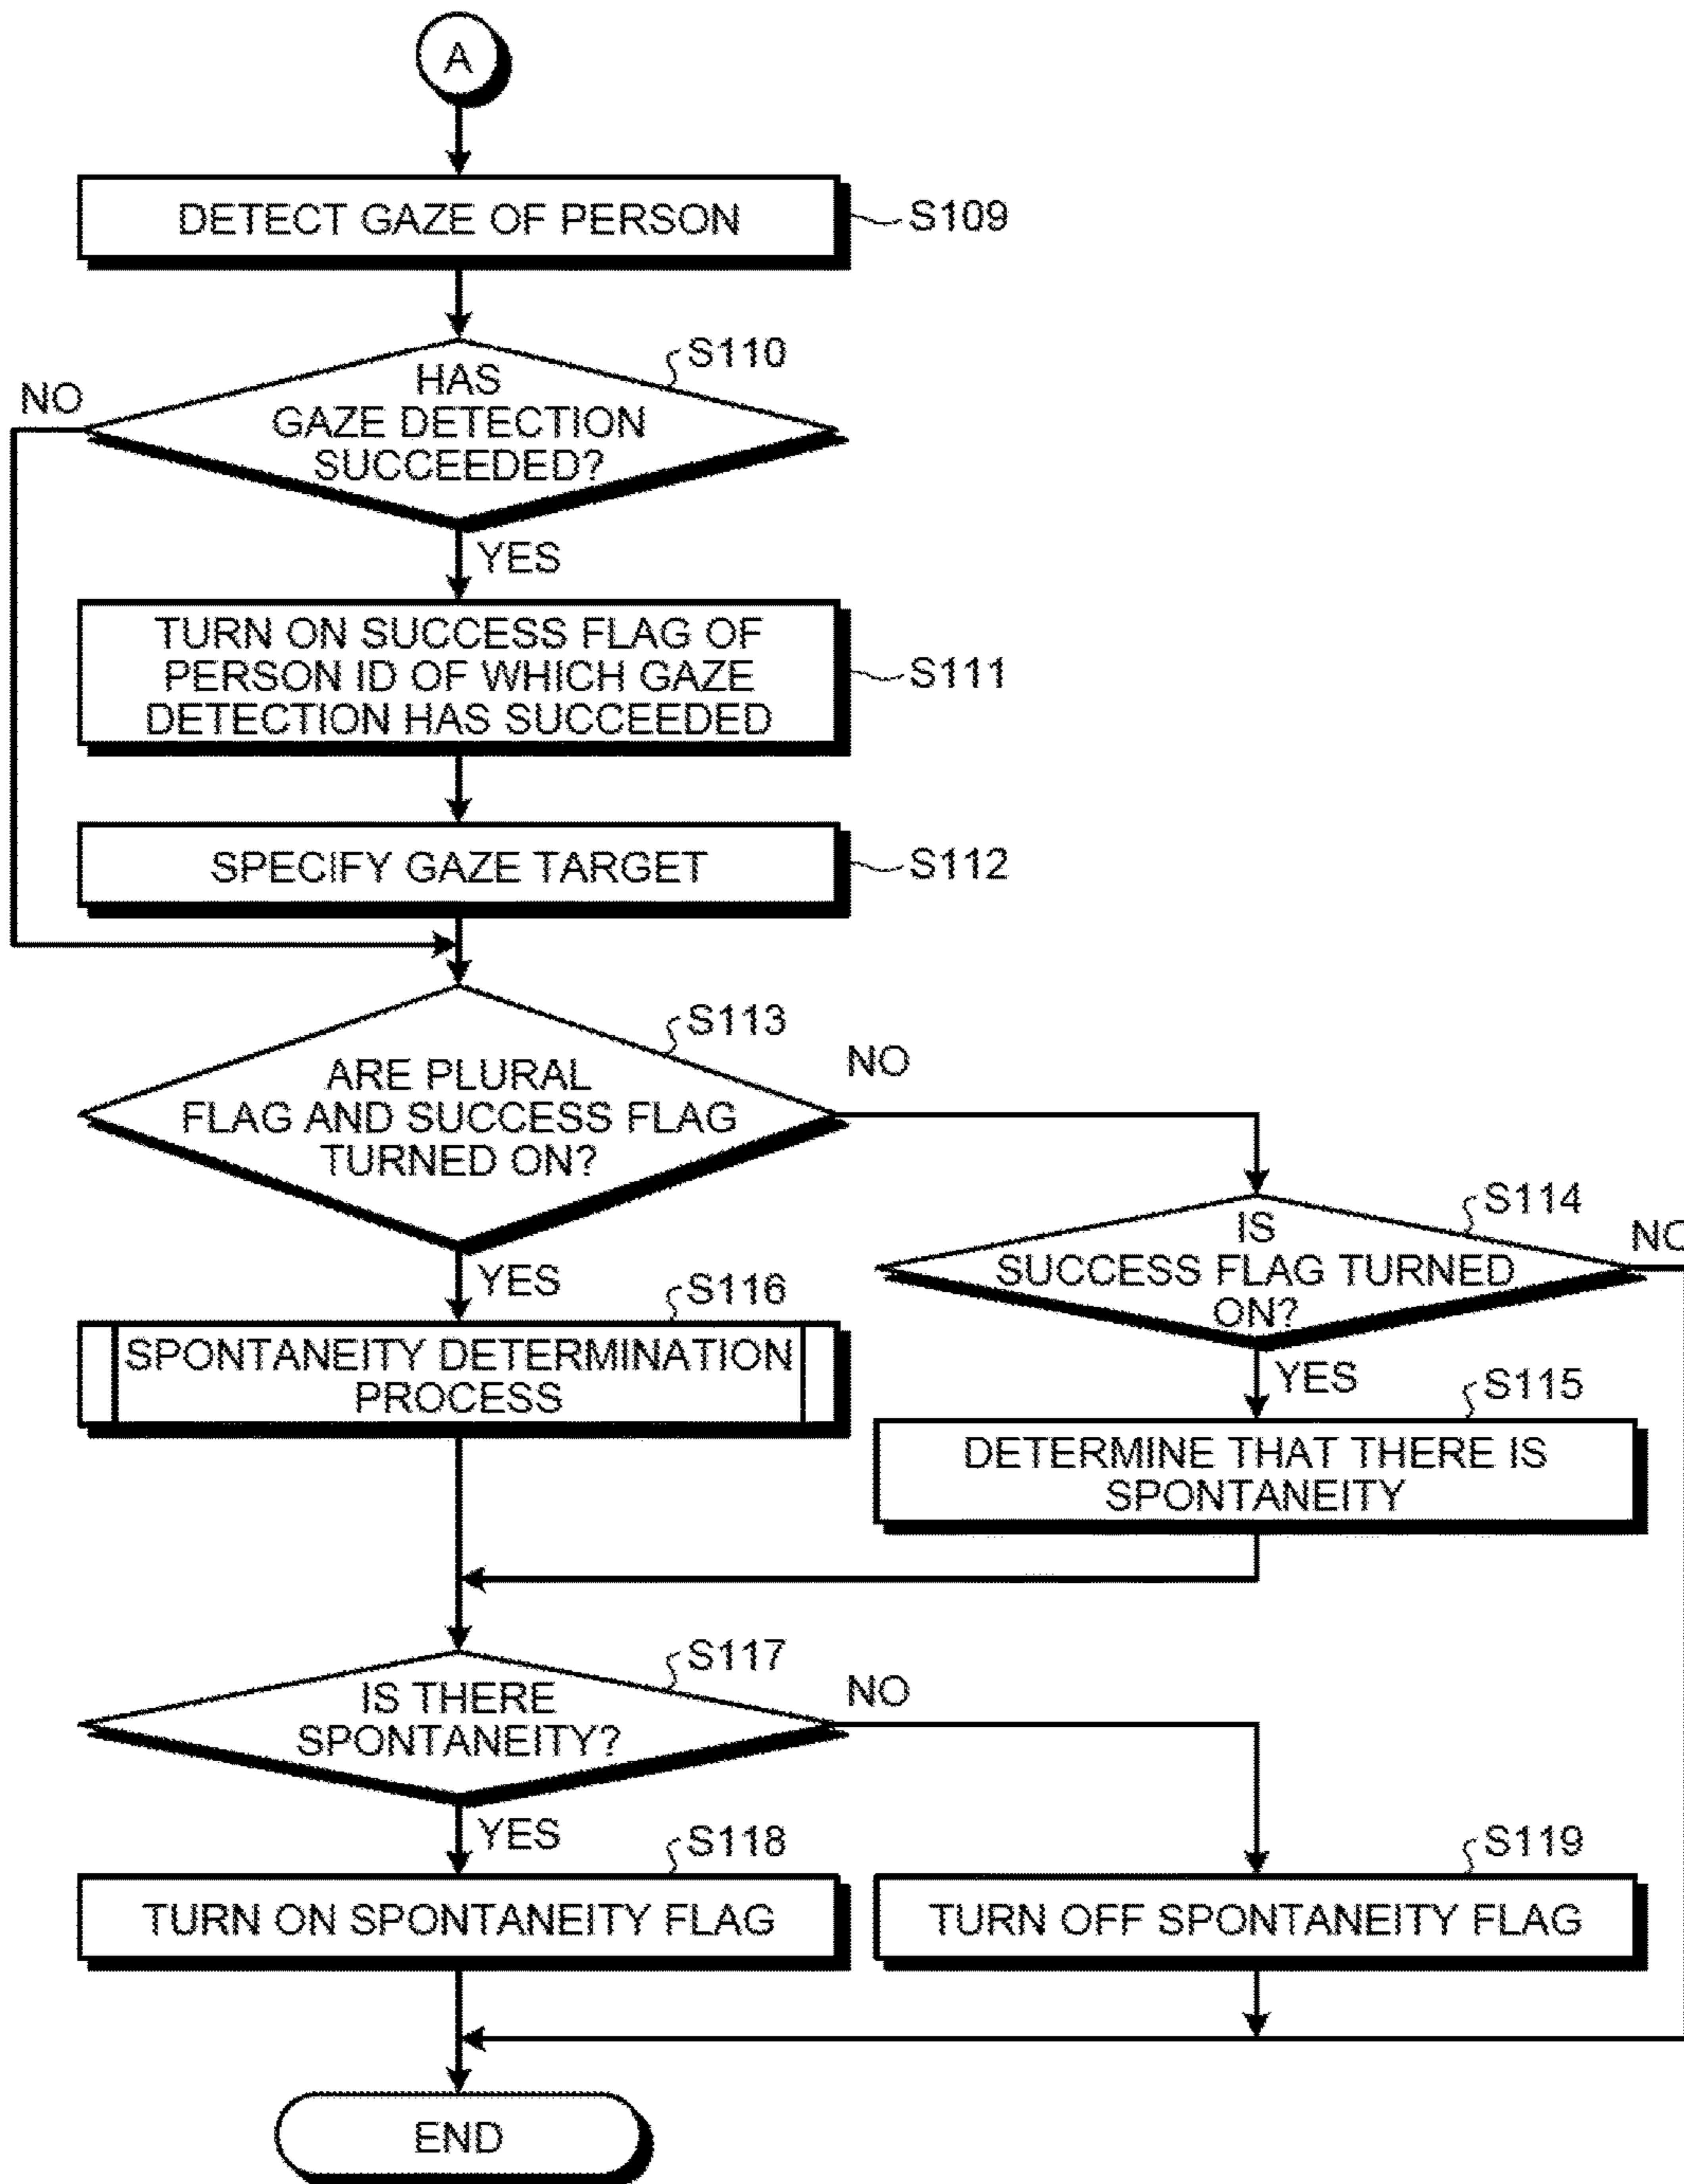 A
DETECT GAZE OF PERSON
S109
S110
HAS
GAZE DETECTION
SUCCEEDED?
NO
YES
TURN ON SUCCESS FLAG OF
PERSON ID OF WHICH GAZE
DETECTION HAS SUCCEEDED
S111
SPECIFY GAZE TARGET
S112
S113
ARE PLURAL
FLAG AND SUCCESS FLAG
TURNED ON?
NO
YES
S114
IS
SUCCESS FLAG TURNED
ON?
NO
YES
S116
SPONTANEITY DETERMINATION
PROCESS
S115
DETERMINE THAT THERE IS
SPONTANEITY
S117
IS THERE
SPONTANEITY?
NO
YES
S118
TURN ON SPONTANEITY FLAG
S119
TURN OFF SPONTANEITY FLAG
END